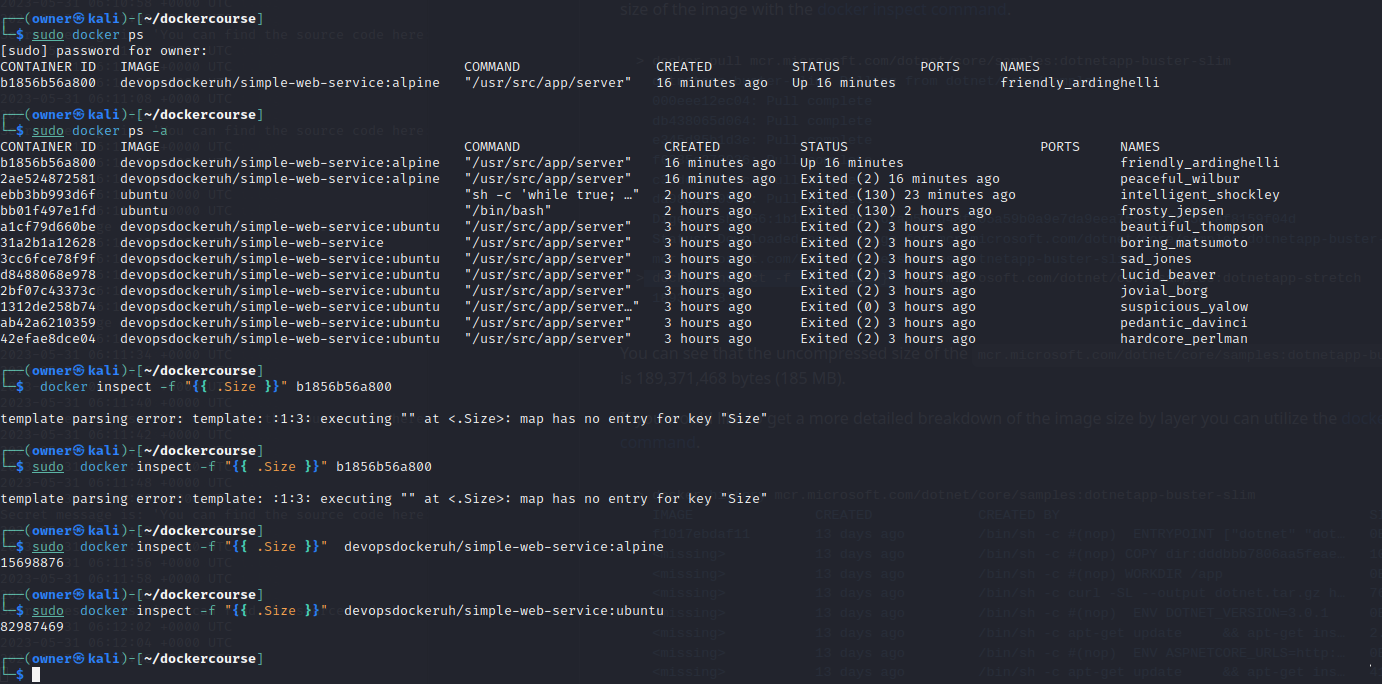 ┌──(owner㉿kali)-[~/dockercourse]
└─$ sudo docker ps
[sudo] password for owner:
CONTAINER ID   IMAGE                                      COMMAND                 CREATED          STATUS          PORTS     NAMES
b1856b56a800   devopsdockeruh/simple-web-service:alpine   "/usr/src/app/server"   16 minutes ago   Up 16 minutes             friendly_ardinghelli
┌──(owner㉿kali)-[~/dockercourse]
└─$ sudo docker ps -a
CONTAINER ID   IMAGE                                      COMMAND                  CREATED          STATUS                        PORTS     NAMES
b1856b56a800   devopsdockeruh/simple-web-service:alpine   "/usr/src/app/server"    16 minutes ago   Up 16 minutes                           friendly_ardinghelli
2ae524872581   devopsdockeruh/simple-web-service:alpine   "/usr/src/app/server"    16 minutes ago   Exited (2) 16 minutes ago               peaceful_wilbur
ebb3bb993d6f   ubuntu                                     "sh -c 'while true; …"   2 hours ago      Exited (130) 23 minutes ago             intelligent_shockley
bb01f497e1fd   ubuntu                                     "/bin/bash"              2 hours ago      Exited (130) 2 hours ago                frosty_jepsen
a1cf79d660be   devopsdockeruh/simple-web-service:ubuntu   "/usr/src/app/server"    3 hours ago      Exited (2) 3 hours ago                  beautiful_thompson
31a2b1a12628   devopsdockeruh/simple-web-service          "/usr/src/app/server"    3 hours ago      Exited (2) 3 hours ago                  boring_matsumoto
3cc6fce78f9f   devopsdockeruh/simple-web-service:ubuntu   "/usr/src/app/server"    3 hours ago      Exited (2) 3 hours ago                  sad_jones
d8488068e978   devopsdockeruh/simple-web-service:ubuntu   "/usr/src/app/server"    3 hours ago      Exited (2) 3 hours ago                  lucid_beaver
2bf07c43373c   devopsdockeruh/simple-web-service:ubuntu   "/usr/src/app/server"    3 hours ago      Exited (2) 3 hours ago                  jovial_borg
1312de258b74   devopsdockeruh/simple-web-service:ubuntu   "/usr/src/app/server…"   3 hours ago      Exited (0) 3 hours ago                  suspicious_yalow
ab42a6210359   devopsdockeruh/simple-web-service:ubuntu   "/usr/src/app/server"    3 hours ago      Exited (2) 3 hours ago                  pedantic_davinci
42efae8dce04   devopsdockeruh/simple-web-service:ubuntu   "/usr/src/app/server"    3 hours ago      Exited (2) 3 hours ago                  hardcore_perlman
┌──(owner㉿kali)-[~/dockercourse]
└─$  docker inspect -f "{{ .Size }}" b1856b56a800
template parsing error: template: :1:3: executing "" at <.Size>: map has no entry for key "Size"
┌──(owner㉿kali)-[~/dockercourse]
└─$ sudo  docker inspect -f "{{ .Size }}" b1856b56a800
template parsing error: template: :1:3: executing "" at <.Size>: map has no entry for key "Size"
┌──(owner㉿kali)-[~/dockercourse]
└─$ sudo  docker inspect -f "{{ .Size }}"  devopsdockeruh/simple-web-service:alpine
15698876
┌──(owner㉿kali)-[~/dockercourse]
└─$ sudo  docker inspect -f "{{ .Size }}"  devopsdockeruh/simple-web-service:ubuntu
82987469
┌──(owner㉿kali)-[~/dockercourse]
└─$